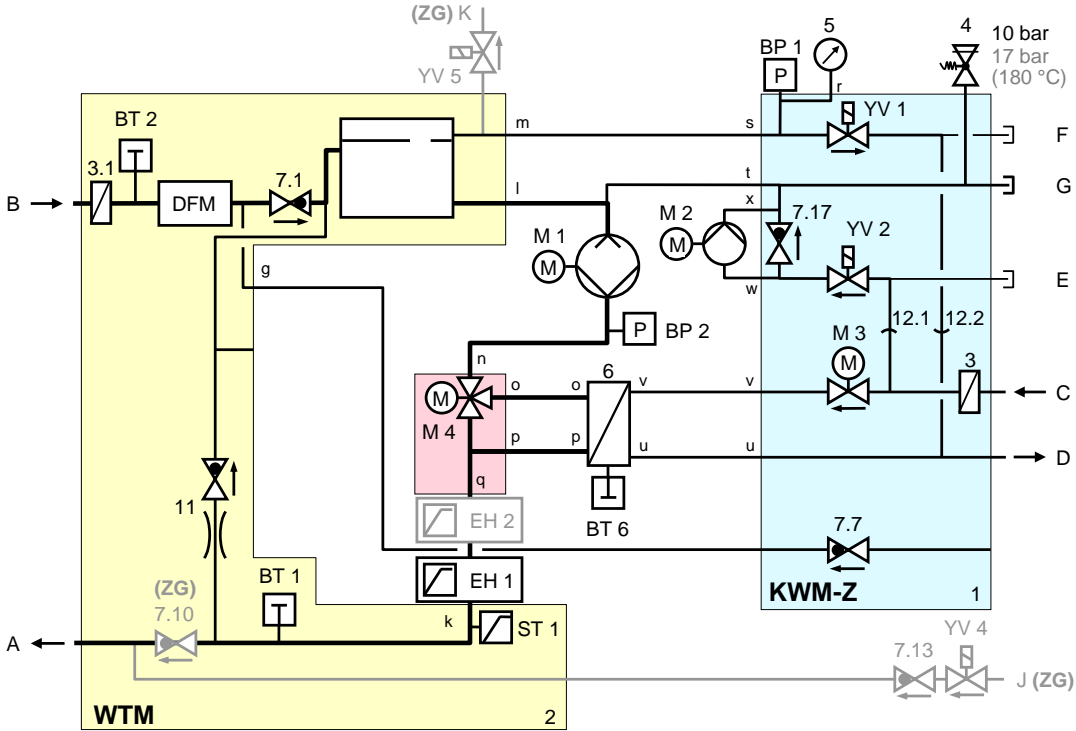 (ZG) K
YV 5
5
4
10 bar
17 bar
(180 °C)
BP 1
P
r
BT 2
m
s
YV 1
F
3.1
7.1
t
G
B
DFM
l
x
M 2
M
7.17
YV 2
M 1
M
g
w
E
12.1
12.2
P
BP 2
M 3
M
n
3
6
M
M 4
o
o
v
v
C
p
p
u
u
D
q
EH 2
BT 6
11
7.7
(ZG)
7.10
BT 1
EH 1
KWM-Z
1
k
ST 1
A
7.13
YV 4
J (ZG)
WTM
2